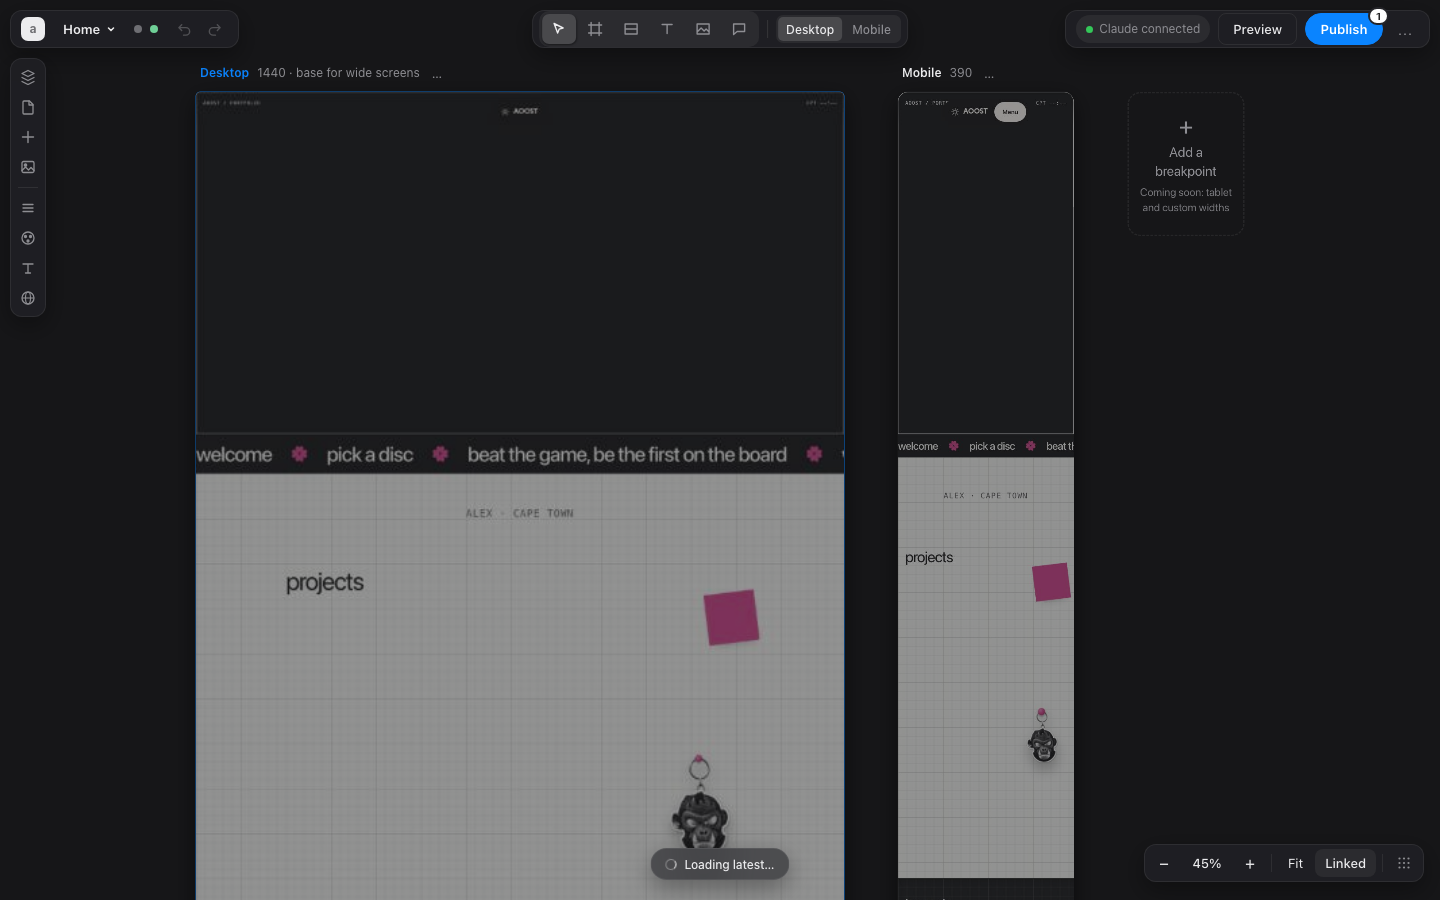 a Home Desktop Mobile Claude connected Preview Publish 1 ...
Desktop 1440 · base for wide screens ...
Mobile 390 ...
AOOST
AOOST
Menu
+
Add a
breakpoint
Coming soon: tablet
and custom widths
welcome pick a disc beat the game, be the first on the board
welcome pick a disc
ALEX · CAPE TOWN
ALEX · CAPE TOWN
projects
projects
Loading latest...
− 45% + Fit Linked